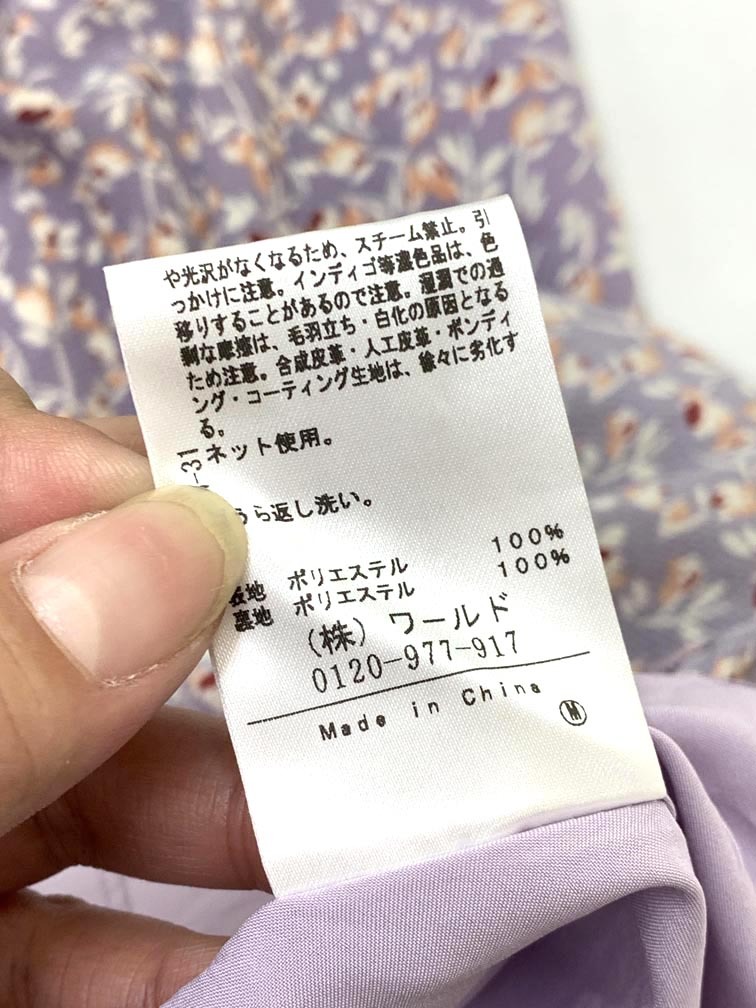 や光沢がなくなるため、スチーム禁止。引
っかけに注意。インディゴ等濃色品は、色
移りすることがあるので注意。湿潤での過
剰な摩擦は、毛羽立ち・白化の原因となる
ため注意。合成皮革・人工皮革・ボンディ
ング・コーティング生地は、徐々に劣化す
る。
-31
ネット使用。
うら返し洗い。
表地 ポリエステル 100%
裏地 ポリエステル 100%
(株) ワールド
0120-977-917
Made in China
M